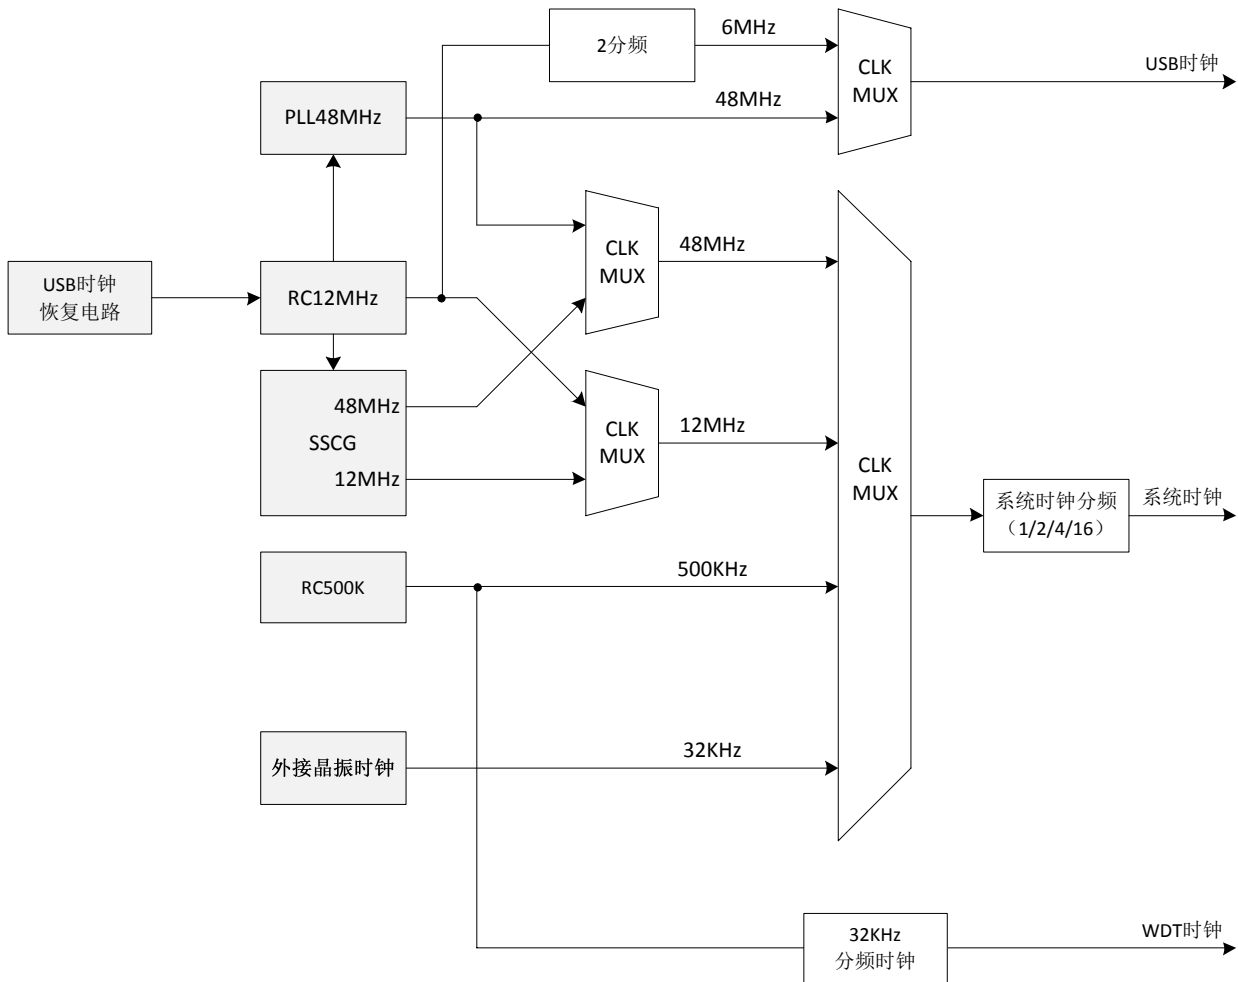 2分频
6MHz
CLK
MUX
USB时钟
PLL48MHz
48MHz
USB时钟
恢复电路
RC12MHz
CLK
MUX
48MHz
48MHz
SSCG
12MHz
CLK
MUX
12MHz
CLK
MUX
系统时钟分频
（1/2/4/16）
系统时钟
RC500K
500KHz
外接晶振时钟
32KHz
32KHz
分频时钟
WDT时钟